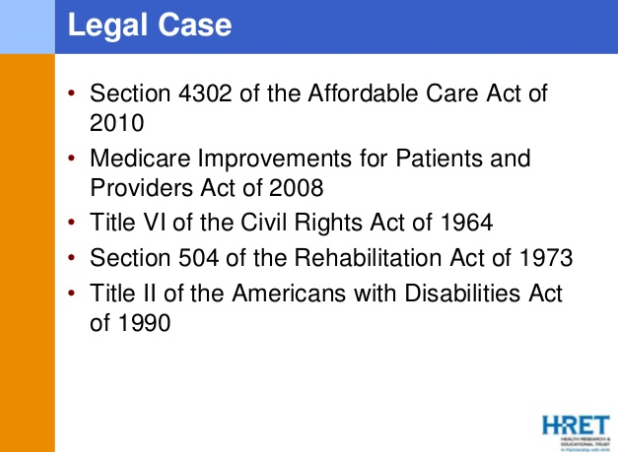 Legal Case
• Section 4302 of the Affordable Care Act of
2010
• Medicare Improvements for Patients and
Providers Act of 2008
• Title VI of the Civil Rights Act of 1964
• Section 504 of the Rehabilitation Act of 1973
• Title II of the Americans with Disabilities Act
of 1990
HRET
HEALTH RESEARCH &
EDUCATIONAL TRUST